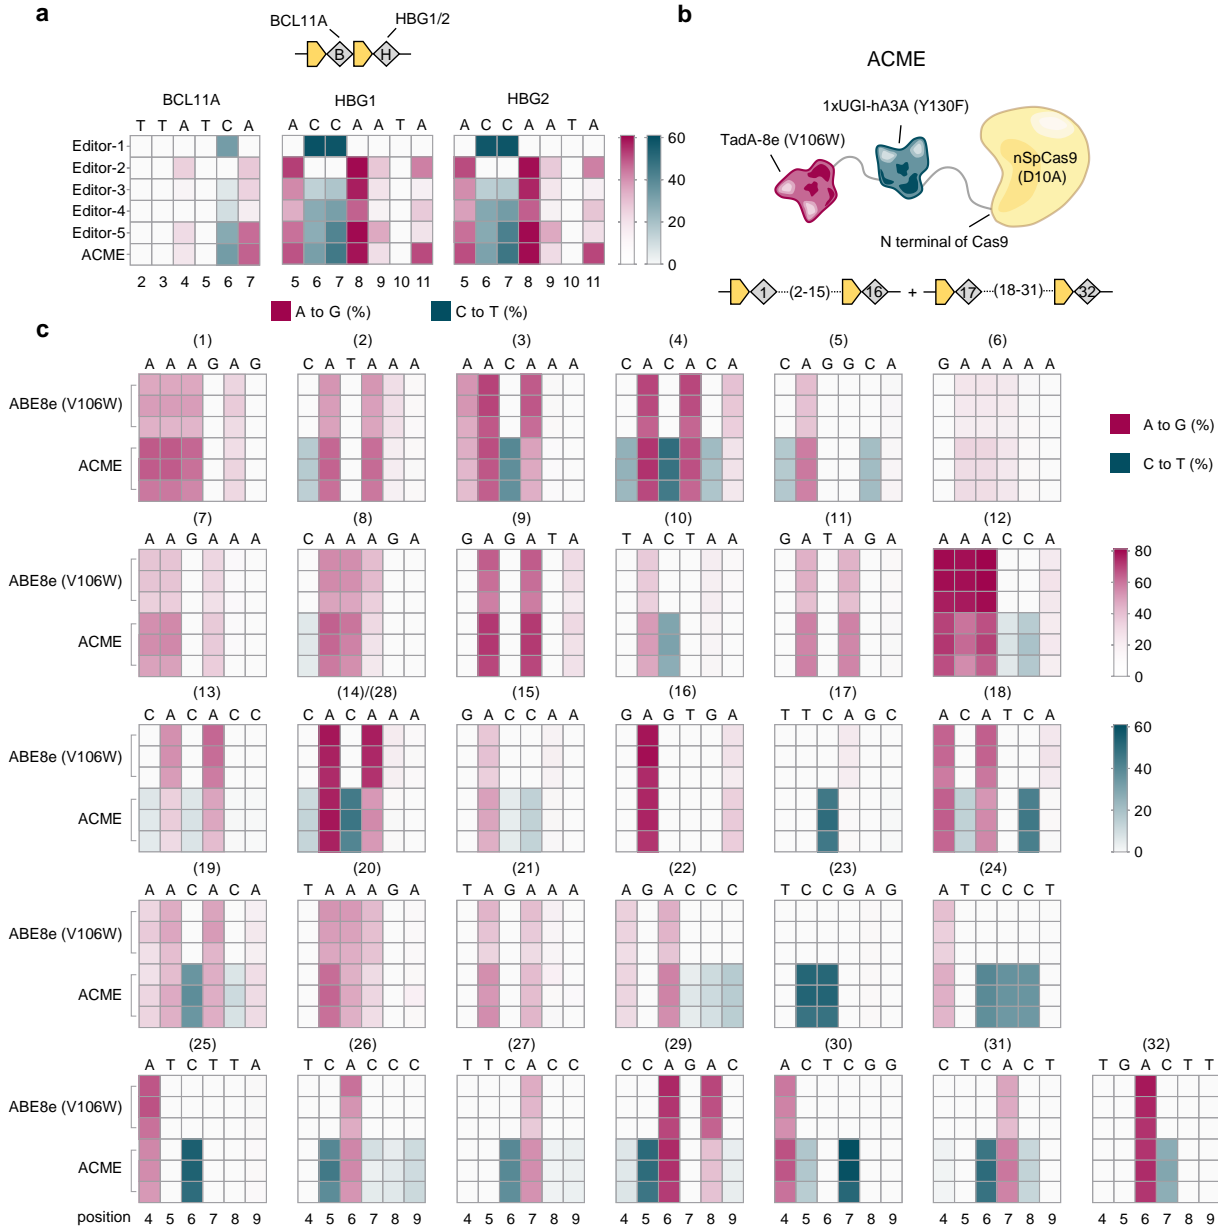 a
BCL11A
HBG1/2
B
H
BCL11A
HBG1
HBG2
T T A T C A
A C C A A A T A
A C C A A A T A
Editor-1
Editor-2
Editor-3
Editor-4
Editor-5
ACME
2 3 4 5 6 7
5 6 7 8 9 10 11
5 6 7 8 9 10 11
60
40
20
0
A to G (%)
C to T (%)
b
ACME
1xUGI-hA3A (Y130F)
TadA-8e (V106W)
nSpCas9
(D10A)
N terminal of Cas9
1 (2-15) 16 + 17 (18-31) 32
c
(1) (2) (3) (4) (5) (6)
A A A G A G
C A T A A A
A A C A A A
C A C A C A
C A G G C A
G A A A A A
ABE8e (V106W)
ACME
A to G (%)
C to T (%)
(7) (8) (9) (10) (11) (12)
A A G A A A
C A A A G A
G A G A T A
T A C T A A
G A T A G A
A A A C C A
ABE8e (V106W)
ACME
80
60
40
20
0
(13) (14)/(28) (15) (16) (17) (18)
C A C A C C
C A C A A A
G A C C A A
G A G T G A
T T C A G C
A C A T C A
ABE8e (V106W)
ACME
60
40
20
0
(19) (20) (21) (22) (23) (24)
A A C A C A
T A A A G A
T A G A A A
A G A C C C
T C C G A G
A T C C C T
ABE8e (V106W)
ACME
(25) (26) (27) (29) (30) (31) (32)
A T C T T A
T C A C C C
T T C A C C
C C A G A C
A C T C G G
C T C A C T
T G A C T T
ABE8e (V106W)
ACME
position
4 5 6 7 8 9
4 5 6 7 8 9
4 5 6 7 8 9
4 5 6 7 8 9
4 5 6 7 8 9
4 5 6 7 8 9
4 5 6 7 8 9